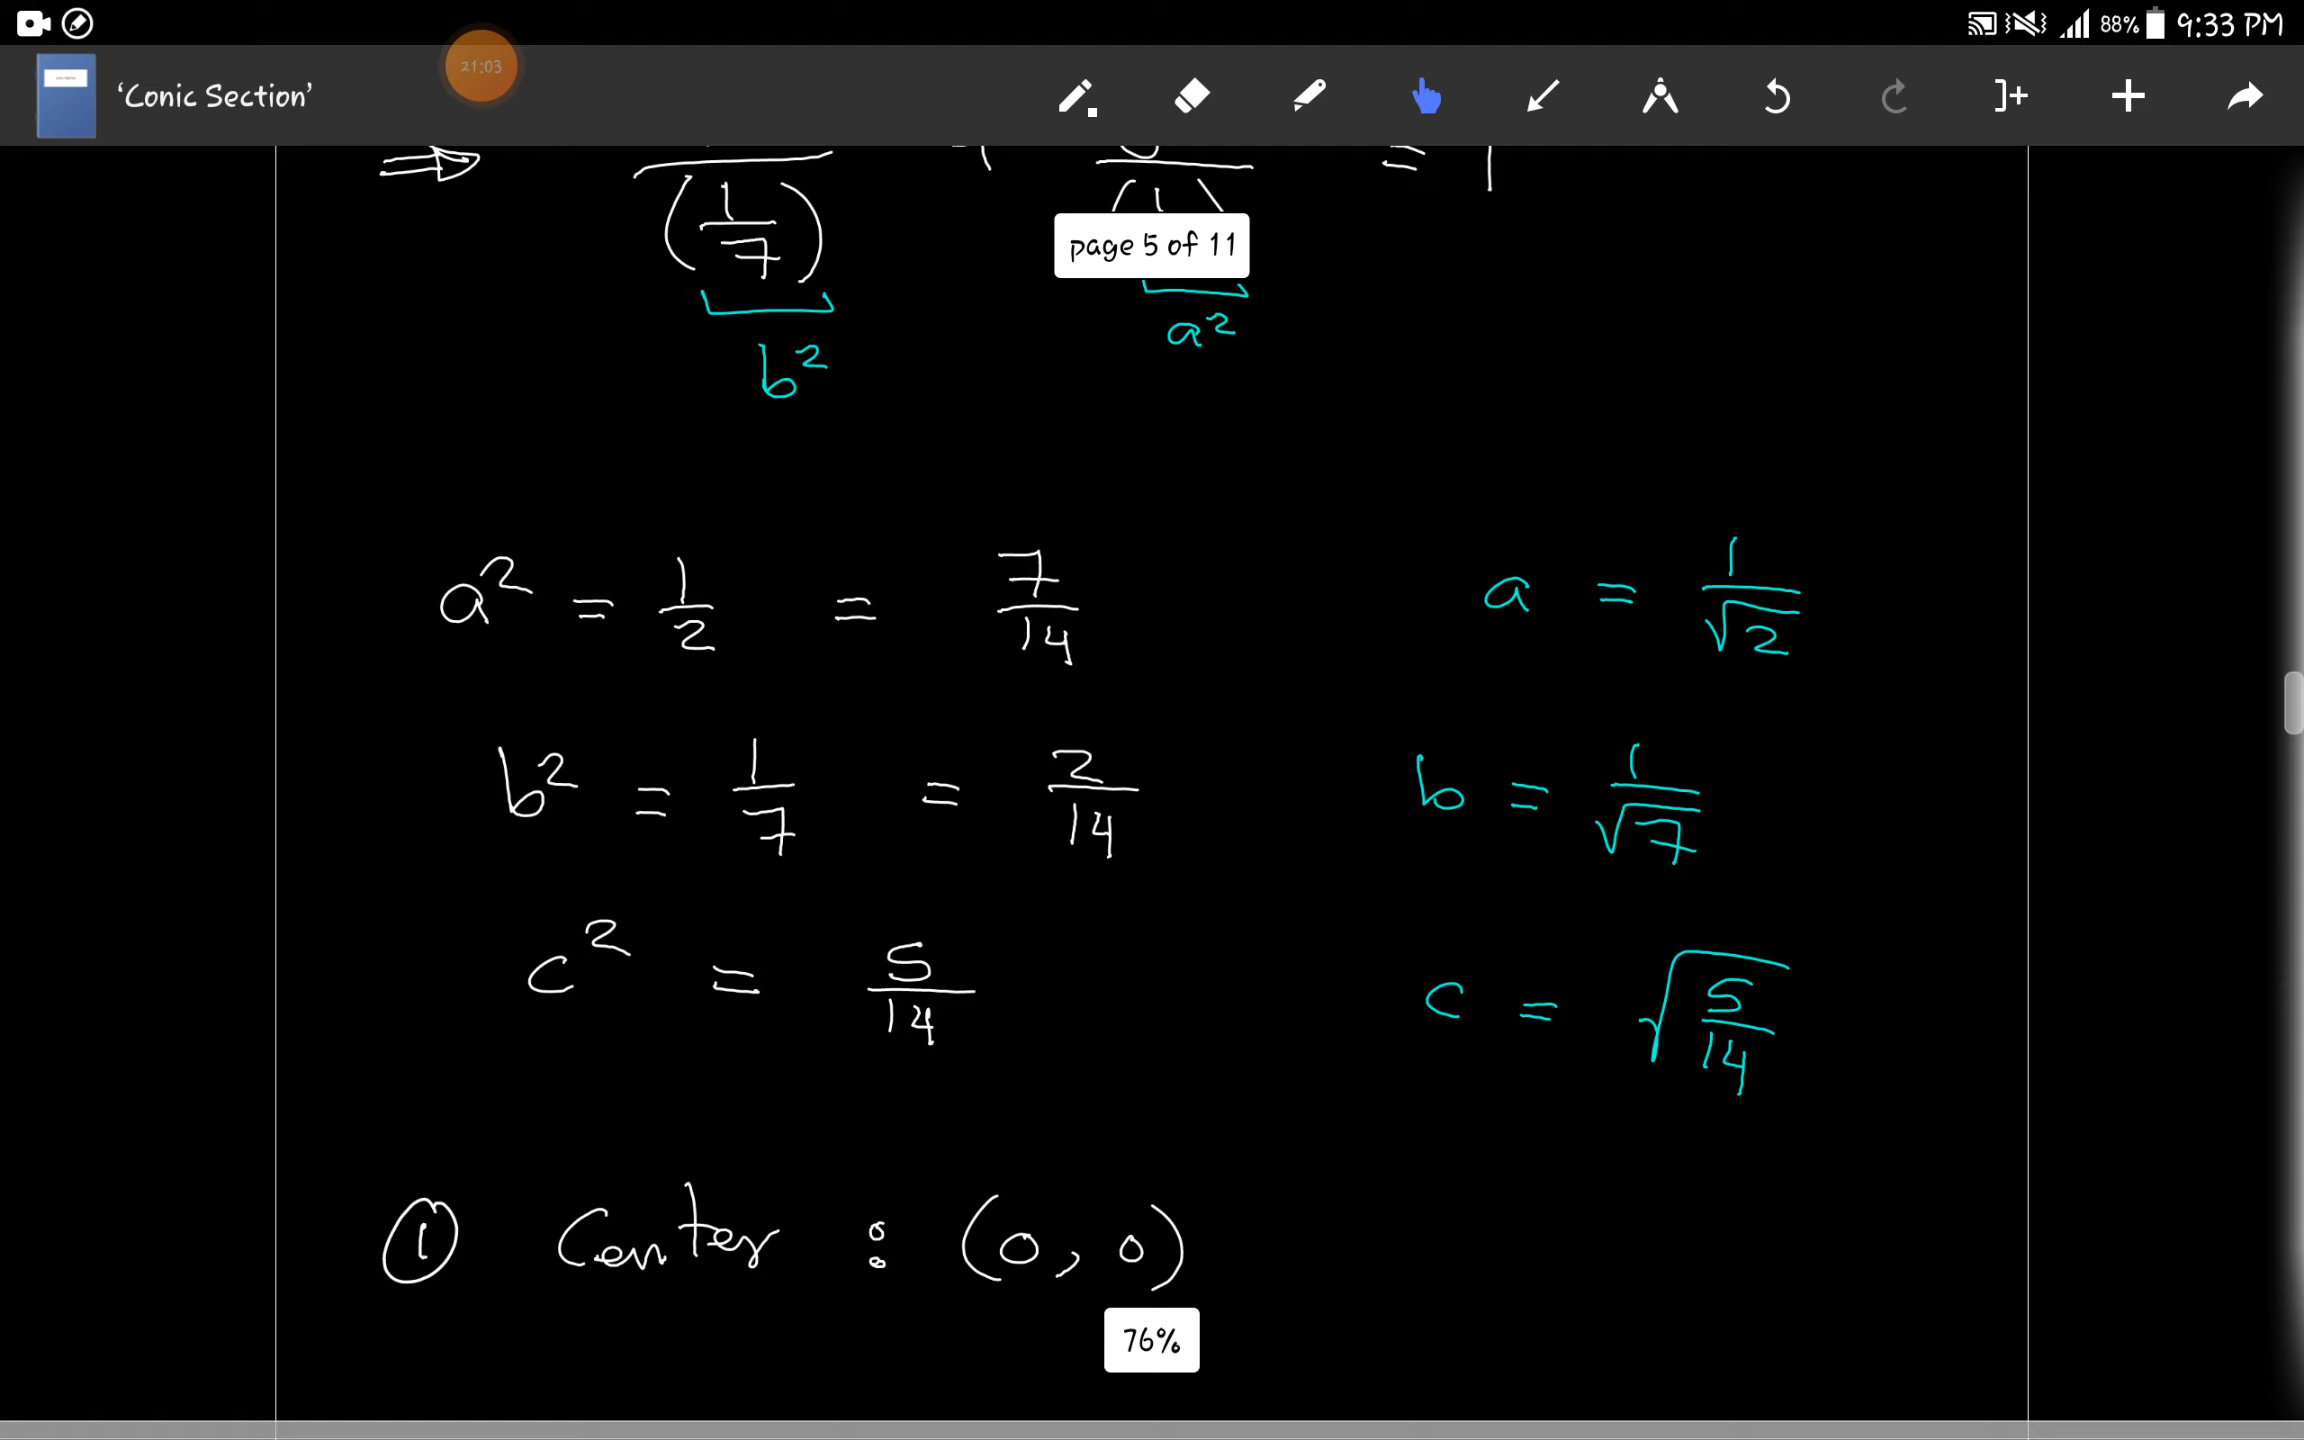 88% 9:33 PM
21:03
‘Conic Section’
⇒ (1/7) (1 ) = 1
page 5 of 11
b² a²
a² = 1/2 = 7/14 a = 1/√2
b² = 1/7 = 2/14 b = 1/√7
c² = 5/14 c = √(5/14)
① Center : (0, 0)
76%